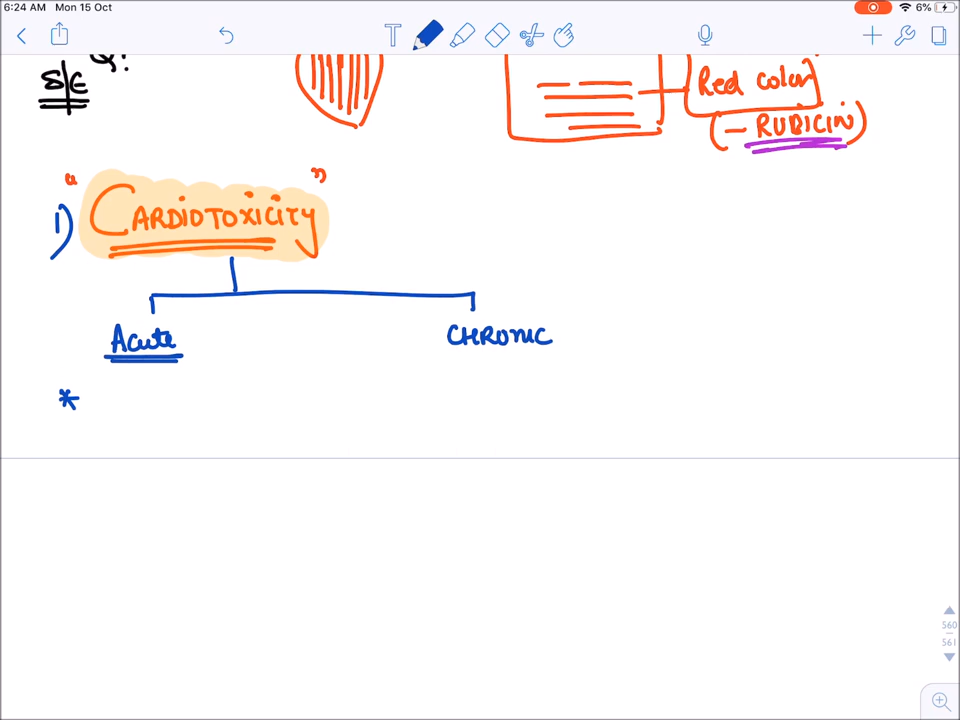 6:24 AM Mon 15 Oct
6%
T
S/E
Red color
(- RUBICIN)
1) "CARDIOTOXICITY"
Acute CHRONIC
*
560
561